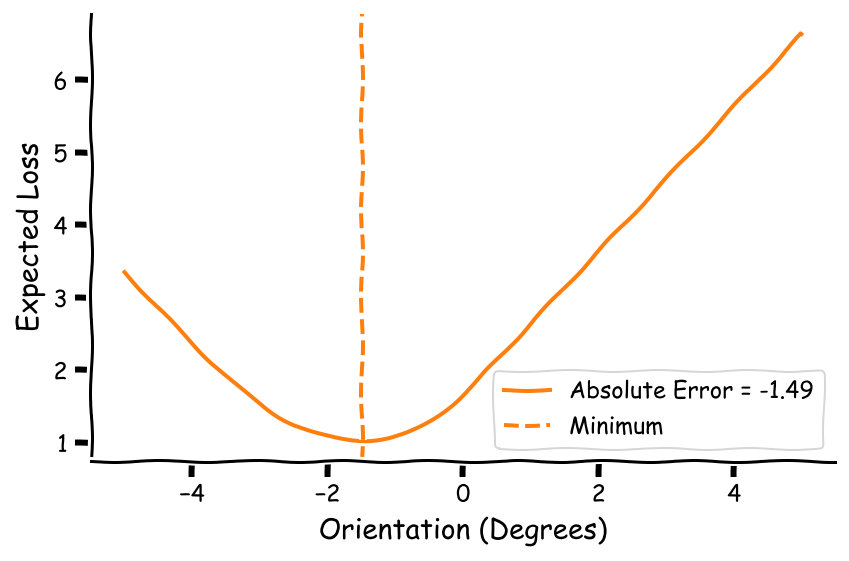 Expected Loss
6
5
4
3
2
1
−4
−2
0
2
4
Orientation (Degrees)
Absolute Error = -1.49
Minimum